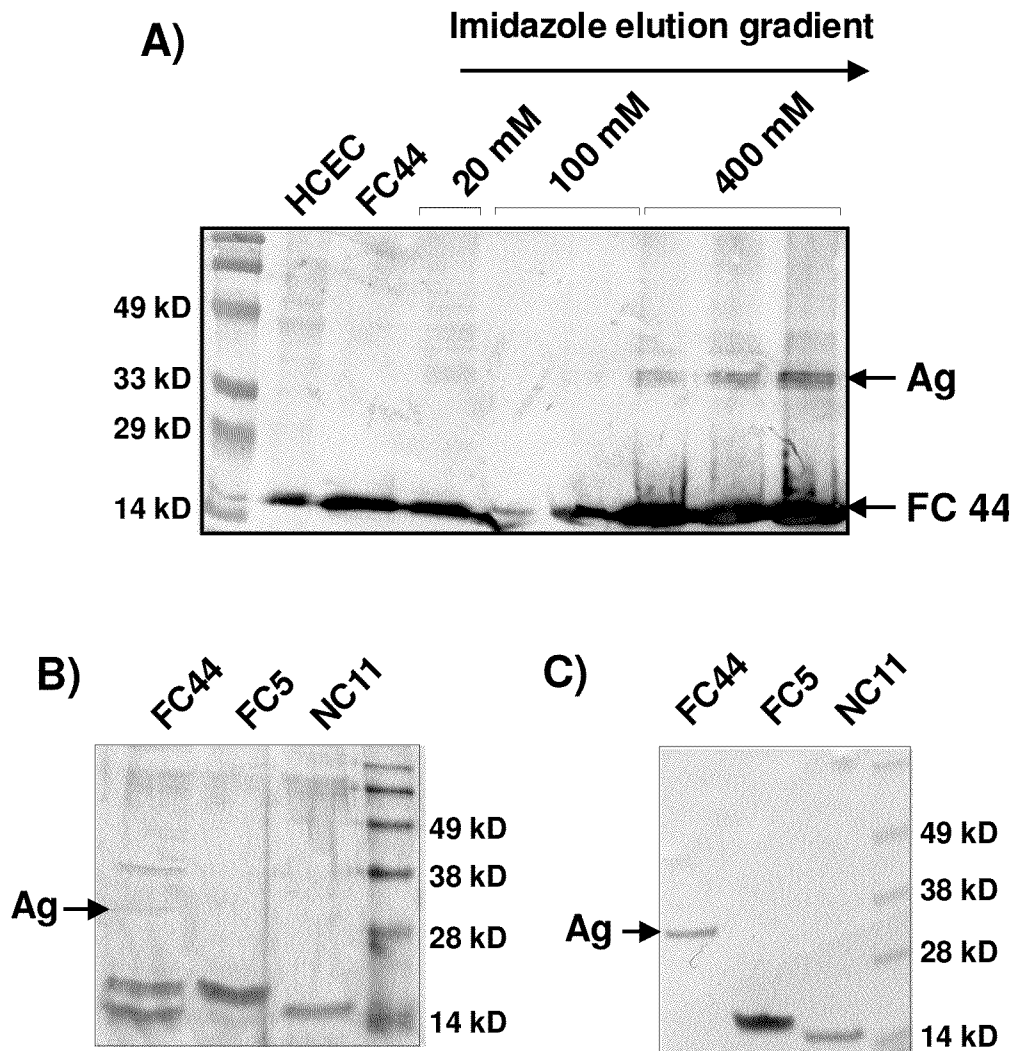 A)
Imidazole elution gradient
HCEC
FC44
20 mM
100 mM
400 mM
49 kD
33 kD
29 kD
14 kD
Ag
FC 44
B)
FC44
FC5
NC11
Ag
49 kD
38 kD
28 kD
14 kD
C)
FC44
FC5
NC11
Ag
49 kD
38 kD
28 kD
14 kD